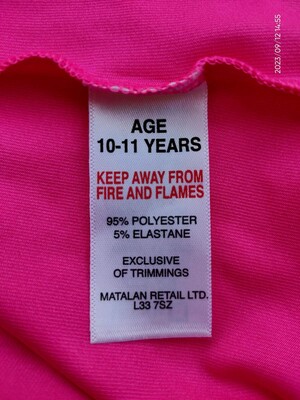 2023/09/12 14:55
AGE
10-11 YEARS
KEEP AWAY FROM
FIRE AND FLAMES
95% POLYESTER
5% ELASTANE
EXCLUSIVE
OF TRIMMINGS
MATALAN RETAIL LTD.
L33 7SZ